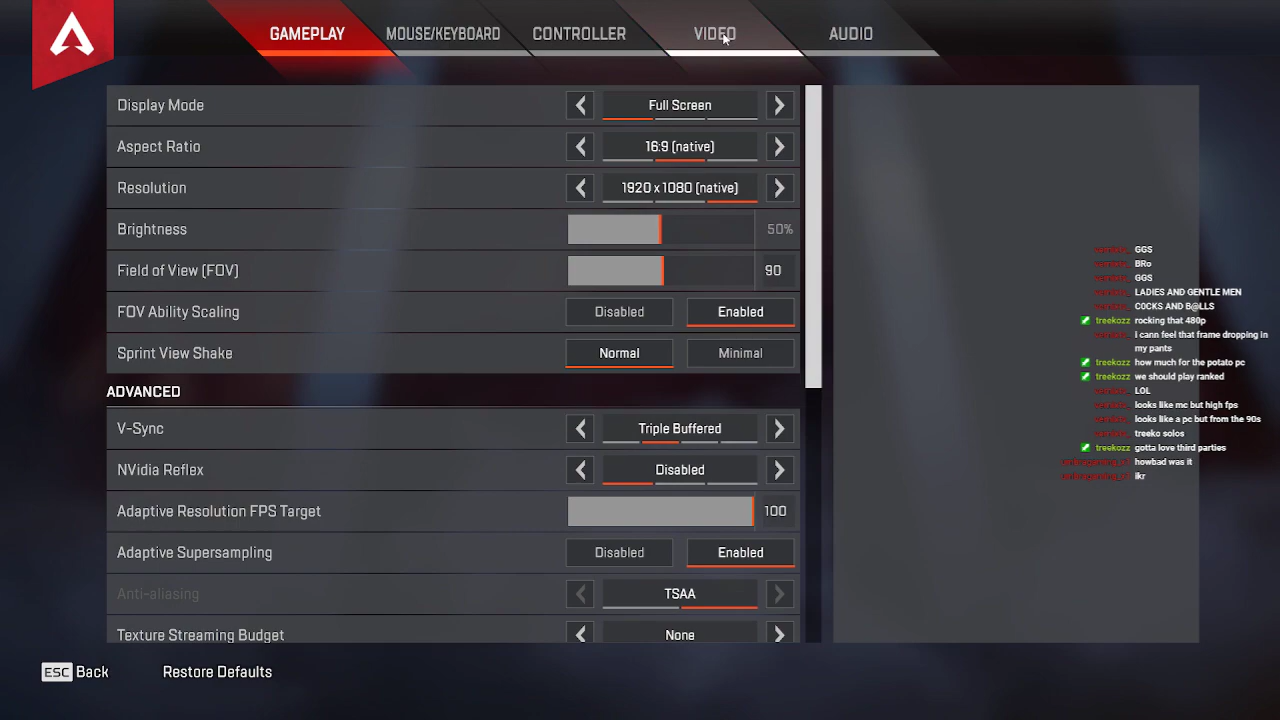 GAMEPLAY MOUSE/KEYBOARD CONTROLLER VIDEO AUDIO
Display Mode Full Screen
Aspect Ratio 16:9 (native)
Resolution 1920 x 1080 (native)
Brightness 50%
Field of View (FOV) 90
FOV Ability Scaling Disabled Enabled
Sprint View Shake Normal Minimal
ADVANCED
V-Sync Triple Buffered
NVidia Reflex Disabled
Adaptive Resolution FPS Target 100
Adaptive Supersampling Disabled Enabled
Anti-aliasing TSAA
Texture Streaming Budget None
ESC Back Restore Defaults
GGS
BRo
GGS
LADIES AND GENTLE MEN
COCKS AND B@LLS
treekozz rocking that 480p
i cann feel that frame dropping in
my pants
treekozz how much for the potato pc
treekozz we should play ranked
LOL
looks like mc but high fps
looks like a pc but from the 90s
treeko solos
treekozz gotta love third parties
howbad was it
ikr